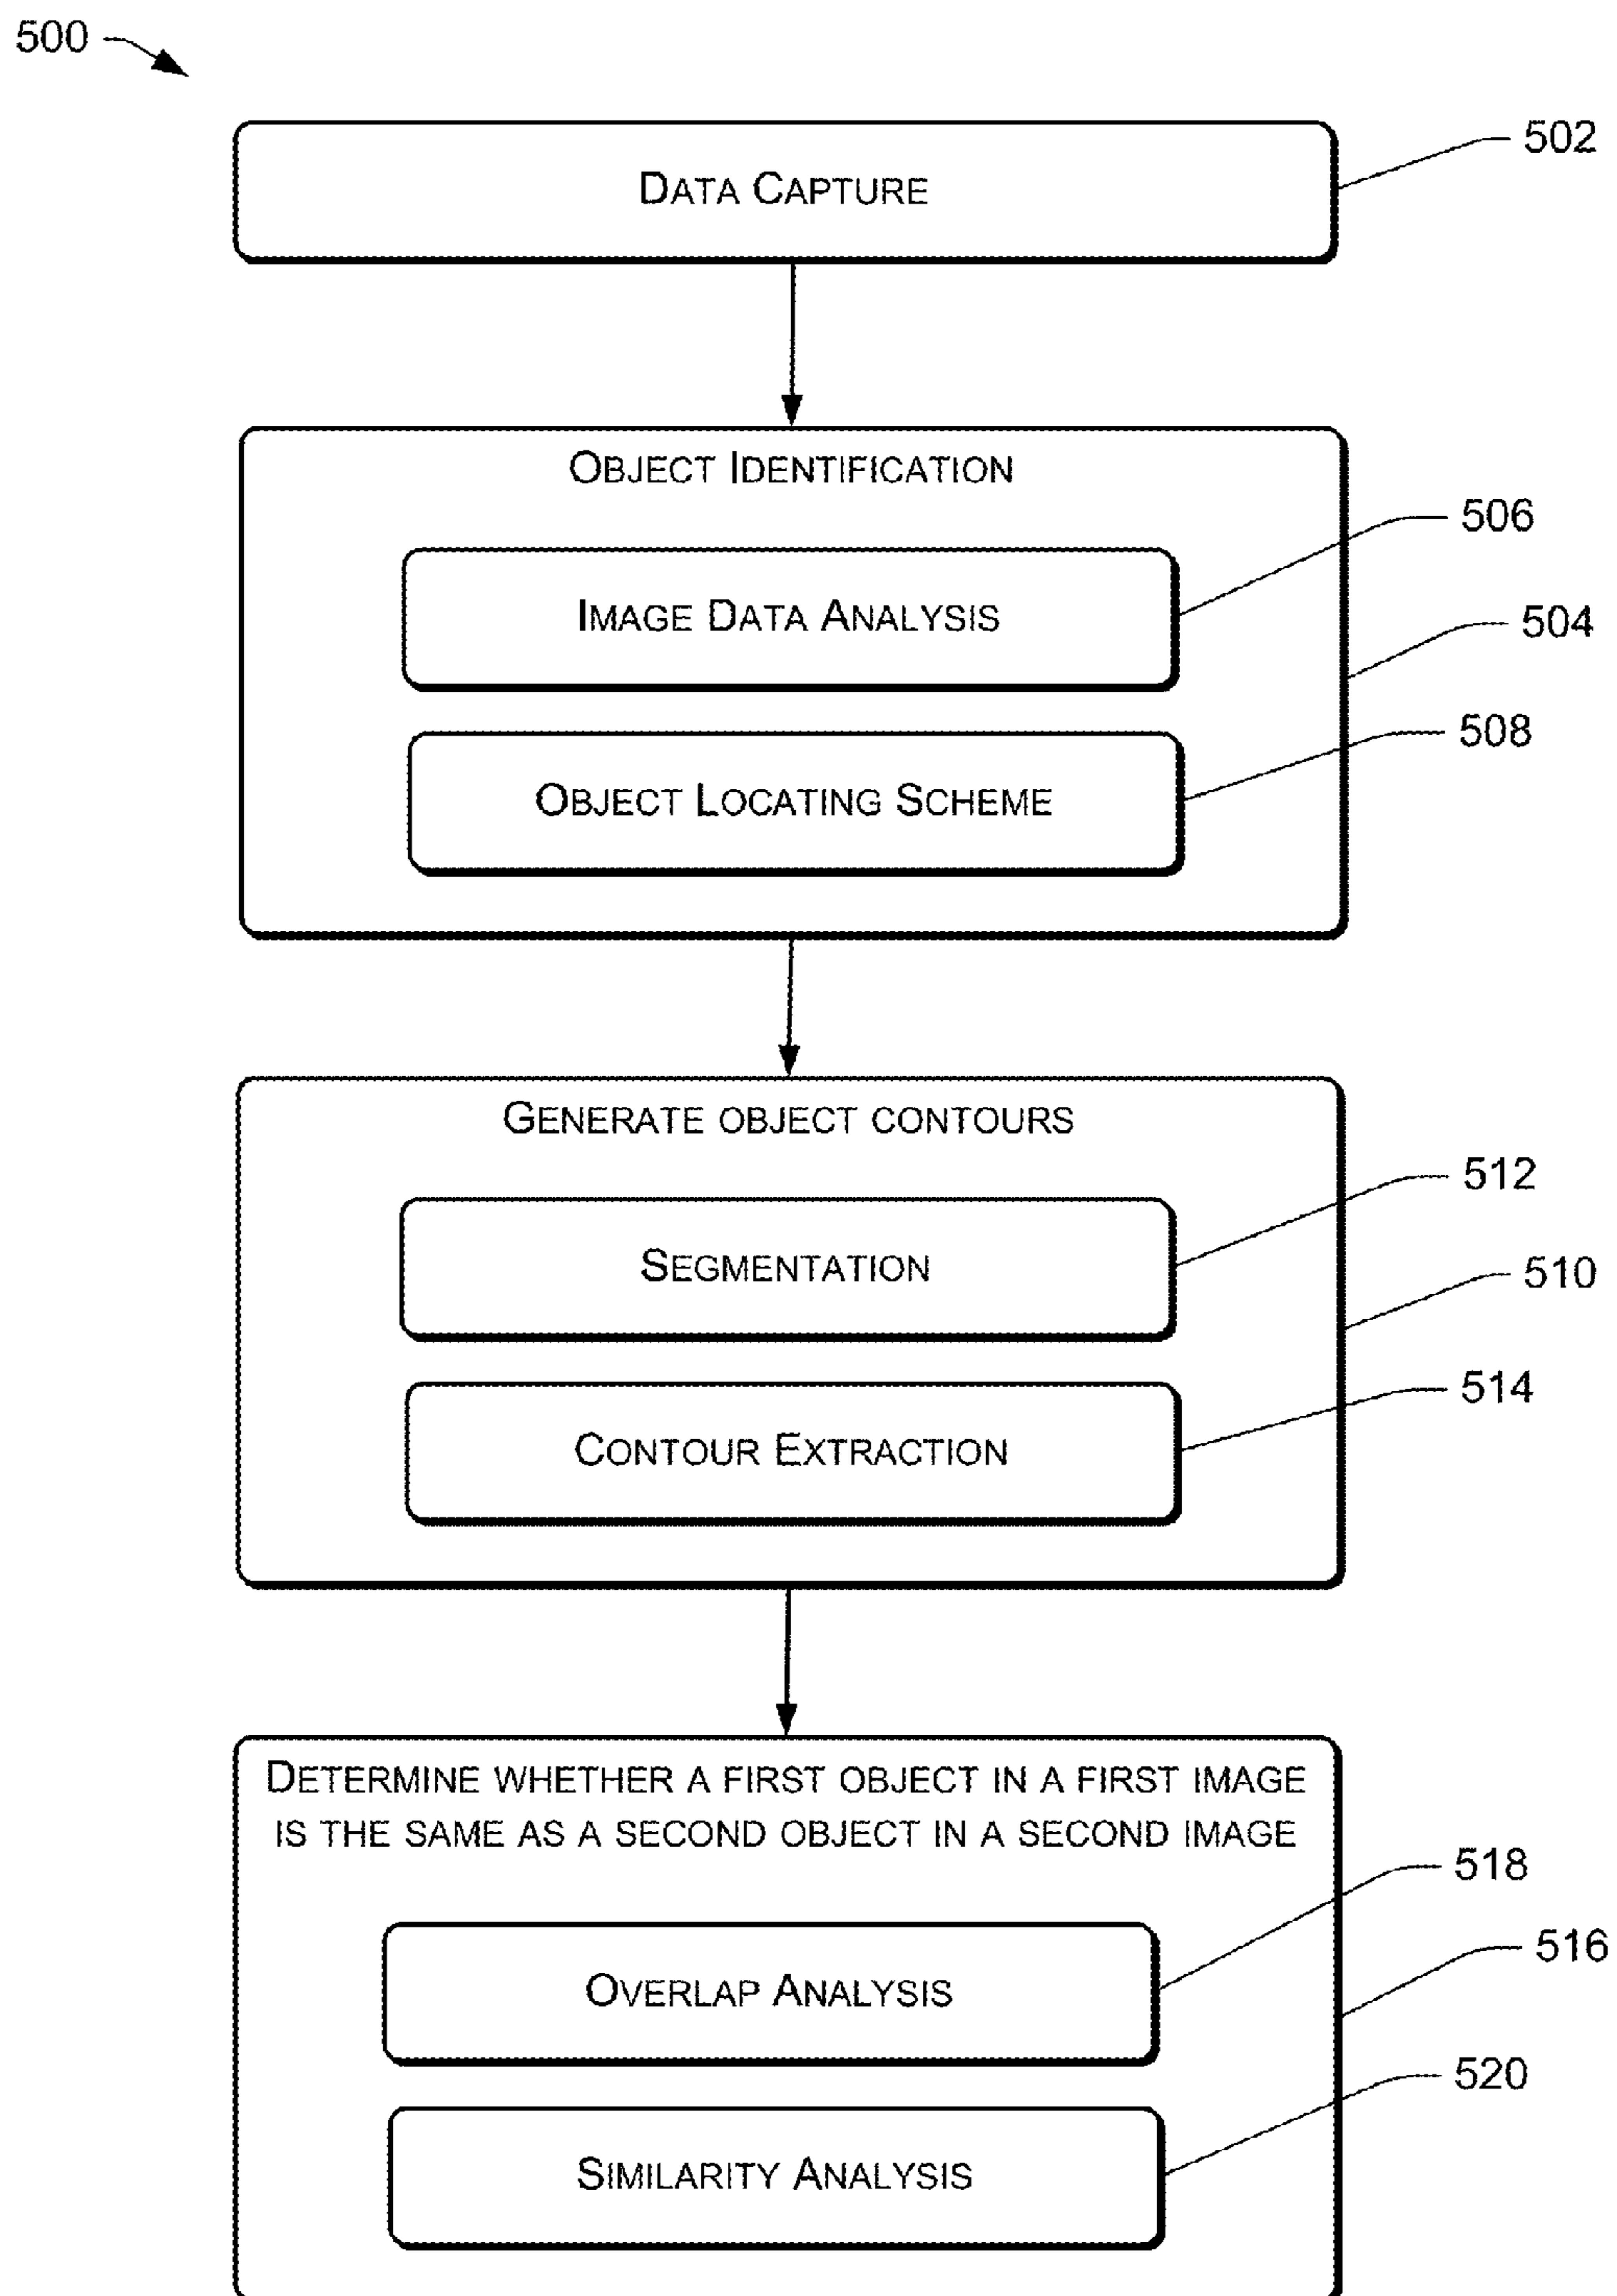 500
DATA CAPTURE
502
OBJECT IDENTIFICATION
506
IMAGE DATA ANALYSIS
504
508
OBJECT LOCATING SCHEME
GENERATE OBJECT CONTOURS
512
SEGMENTATION
510
514
CONTOUR EXTRACTION
DETERMINE WHETHER A FIRST OBJECT IN A FIRST IMAGE
IS THE SAME AS A SECOND OBJECT IN A SECOND IMAGE
518
OVERLAP ANALYSIS
516
520
SIMILARITY ANALYSIS